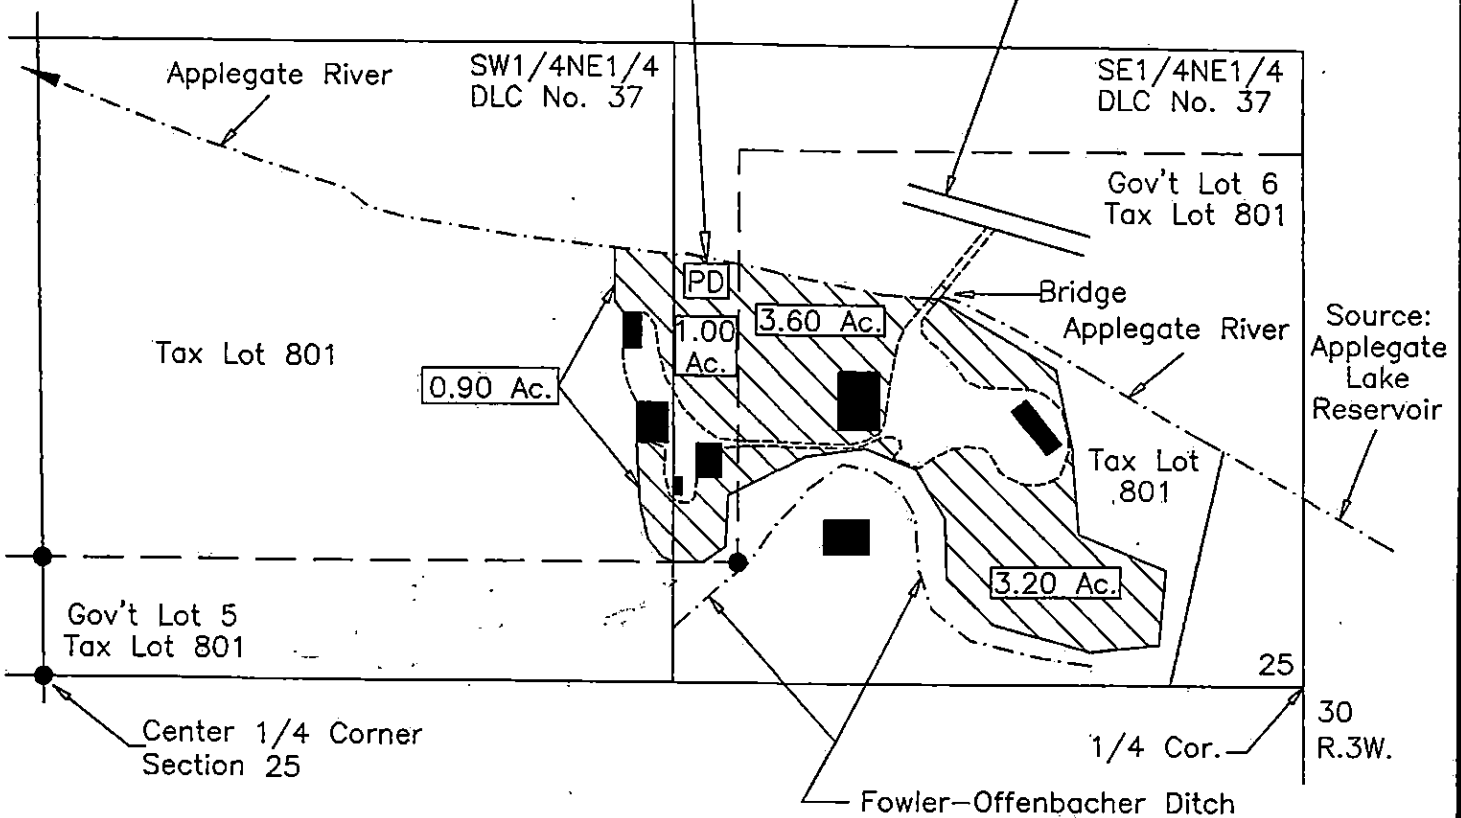 Applegate River
SW1/4NE1/4
DLC No. 37
SE1/4NE1/4
DLC No. 37
Gov't Lot 6
Tax Lot 801
PD
Bridge
Applegate River
Source:
Applegate
Lake
Reservoir
Tax Lot 801
0.90 Ac.
1.00
Ac.
3.60 Ac.
Tax Lot
801
3.20 Ac.
Gov't Lot 5
Tax Lot 801
25
Center 1/4 Corner
Section 25
1/4 Cor.
30
R.3W.
Fowler-Offenbacher Ditch